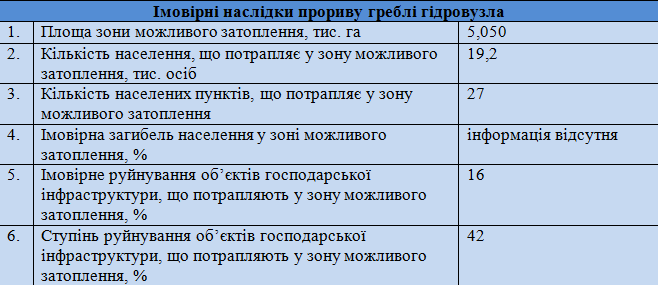 Імовірні наслідки прориву греблі гідровузла
1. Площа зони можливого затоплення, тис. га 5,050
2. Кількість населення, що потрапляє у зону можливого 19,2
затоплення, тис. осіб
3. Кількість населених пунктів, що потрапляє у зону 27
можливого затоплення
4. Імовірна загибель населення у зоні можливого інформація відсутня
затоплення, %
5. Імовірне руйнування об’єктів господарської 16
інфраструктури, що потрапляють у зону можливого
затоплення, %
6. Ступінь руйнування об’єктів господарської 42
інфраструктури, що потрапляють у зону можливого
затоплення, %